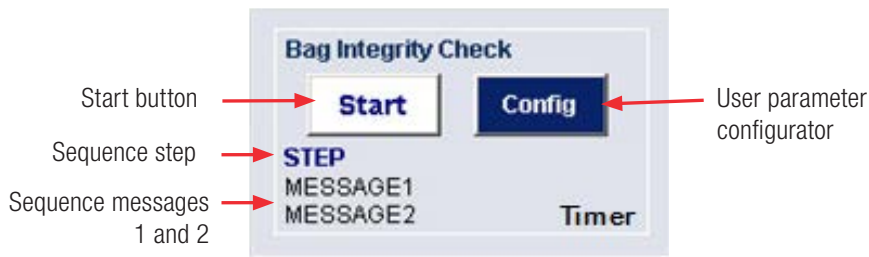 Bag Integrity Check
Start button
Start
Config
User parameter
configurator
Sequence step
STEP
Sequence messages
1 and 2
MESSAGE1
MESSAGE2
Timer